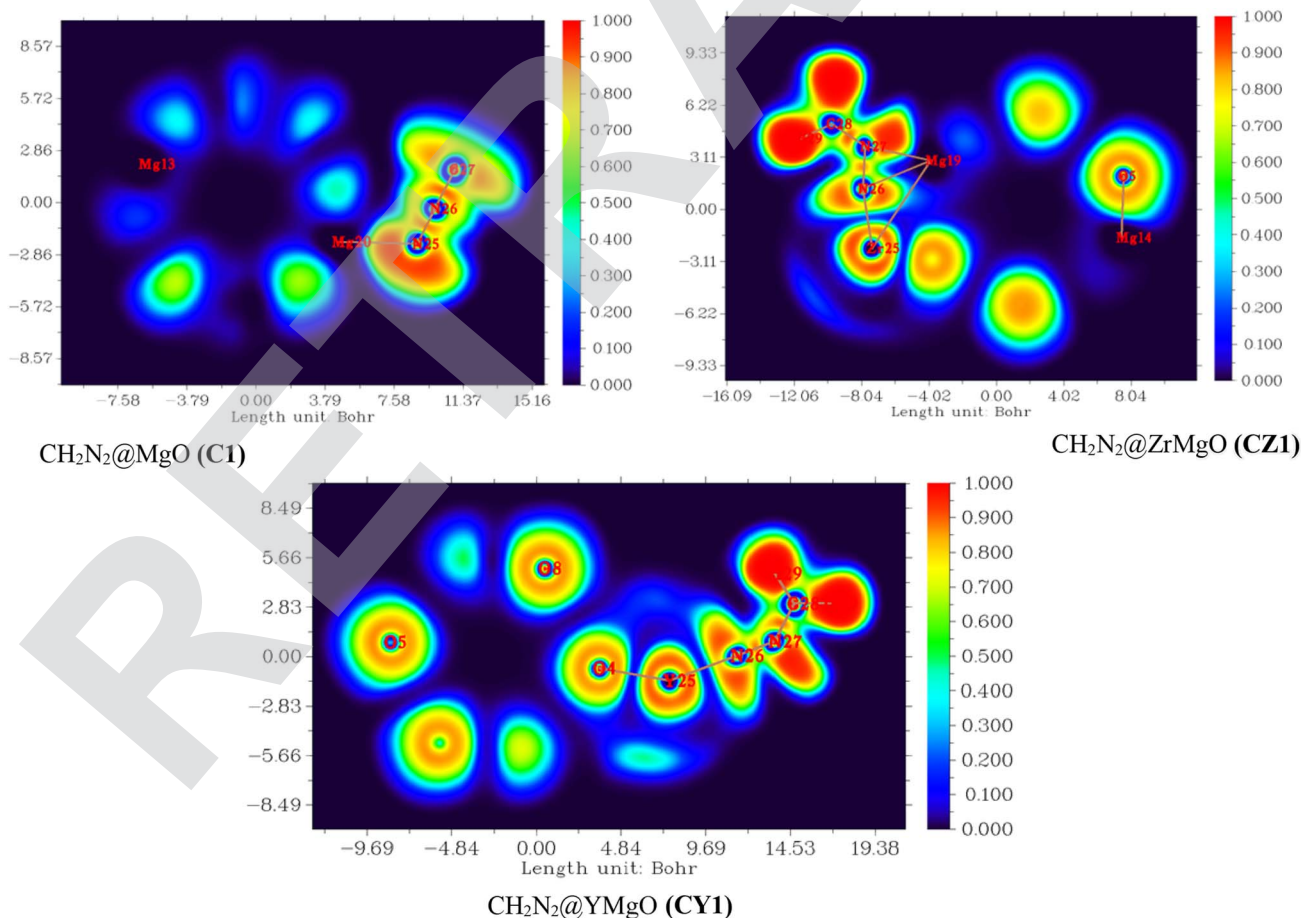 8.57
5.72
2.86
0.00
−2.86
−5.72
−8.57
−7.58 −3.79 0.00 3.79 7.58 11.37 15.16
Length unit: Bohr
Mg13
N26
Mg20
N25
1.000
0.900
0.800
0.700
0.600
0.500
0.400
0.300
0.200
0.100
0.000
CH₂N₂@MgO (C1)
9.33
6.22
3.11
0.00
−3.11
−6.22
−9.33
−16.09 −12.06 −8.04 −4.02 0.00 4.02 8.04
Length unit: Bohr
N27
Mg19
N26
Mg14
1.000
0.900
0.800
0.700
0.600
0.500
0.400
0.300
0.200
0.100
0.000
CH₂N₂@ZrMgO (CZ1)
8.49
5.66
2.83
0.00
−2.83
−5.66
−8.49
−9.69 −4.84 0.00 4.84 9.69 14.53 19.38
Length unit: Bohr
N26
N27
1.000
0.900
0.800
0.700
0.600
0.500
0.400
0.300
0.200
0.100
0.000
CH₂N₂@YMgO (CY1)
RETRA